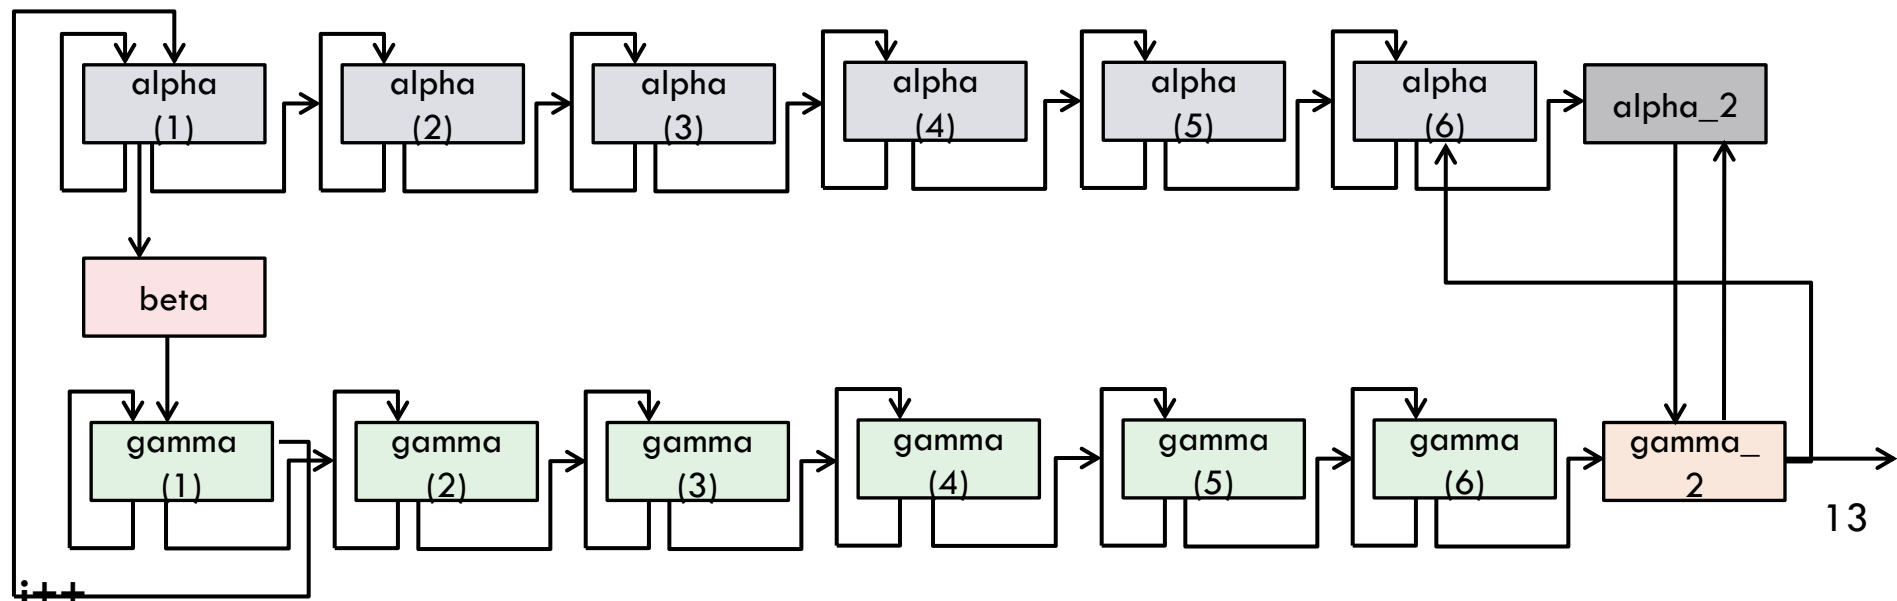 alpha
(1)
alpha
(2)
alpha
(3)
alpha
(4)
alpha
(5)
alpha
(6)
alpha_2
beta
gamma
(1)
gamma
(2)
gamma
(3)
gamma
(4)
gamma
(5)
gamma
(6)
gamma_
2
13
i++